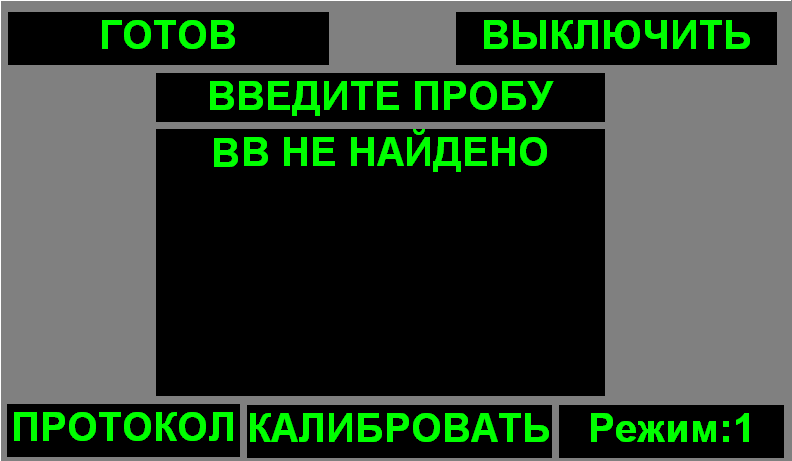 ГОТОВ
ВЫКЛЮЧИТЬ
ВВЕДИТЕ ПРОБУ
ВВ НЕ НАЙДЕНО
ПРОТОКОЛ
КАЛИБРОВАТЬ
Режим:1